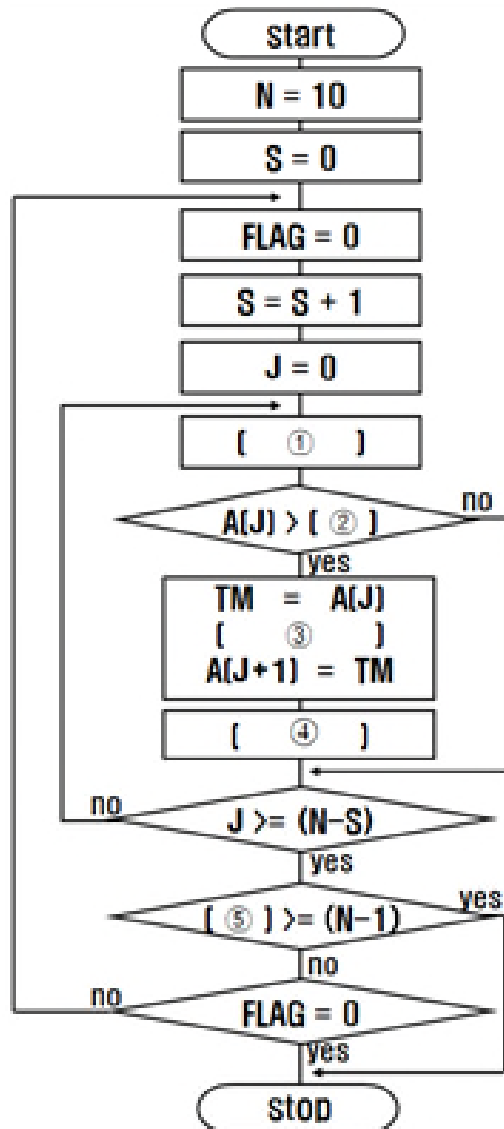 start
N = 10
S = 0
FLAG = 0
S = S + 1
J = 0
[ ① ]
A(J) > [ ② ]
no
yes
TM = A(J)
[ ③ ]
A(J+1) = TM
[ ④ ]
no
J >= (N-S)
yes
[ ⑤ ] >= (N-1)
yes
no
no
FLAG = 0
yes
stop